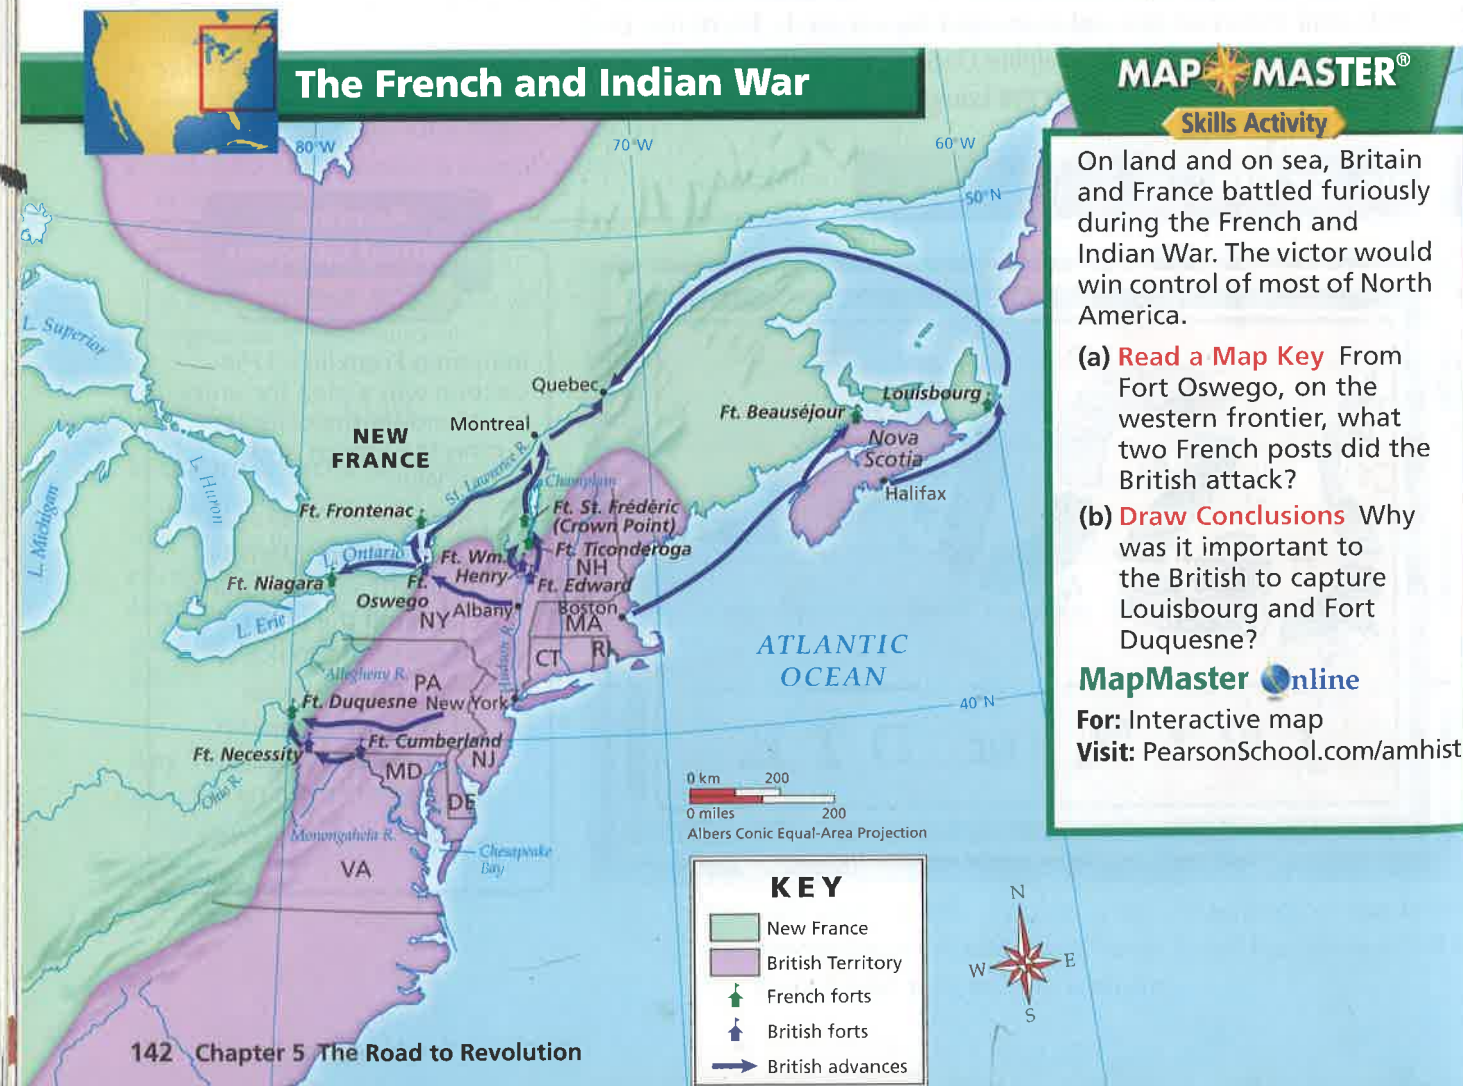 The French and Indian War
MAP MASTER®
Skills Activity
On land and on sea, Britain
and France battled furiously
during the French and
Indian War. The victor would
win control of most of North
America.
(a) Read a Map Key From
Fort Oswego, on the
western frontier, what
two French posts did the
British attack?
(b) Draw Conclusions Why
was it important to
the British to capture
Louisbourg and Fort
Duquesne?
MapMaster Online
For: Interactive map
Visit: PearsonSchool.com/amhist
80°W
70°W
60°W
50°N
L. Superior
Quebec
Louisbourg
Ft. Beauséjour
Montreal
NEW
FRANCE
Nova
Scotia
St. Lawrence R.
L. Huron
L.
Champlain
Halifax
L. Michigan
Ft. Frontenac
Ft. St. Frédéric
(Crown Point)
L. Ontario
Ft. Wm.
Henry
Ft. Ticonderoga
NH
Ft. Niagara
Ft.
Oswego
Ft. Edward
NY
Albany
Boston
MA
L. Erie
Hudson R.
CT
RI
ATLANTIC
OCEAN
Allegheny R.
PA
Ft. Duquesne
New York
40°N
Ft. Necessity
Ft. Cumberland
NJ
MD
Ohio R.
DE
Monongahela R.
VA
Chesapeake
Bay
0 km 200
0 miles 200
Albers Conic Equal-Area Projection
KEY
New France
British Territory
French forts
British forts
British advances
N
W
E
S
142 Chapter 5 The Road to Revolution